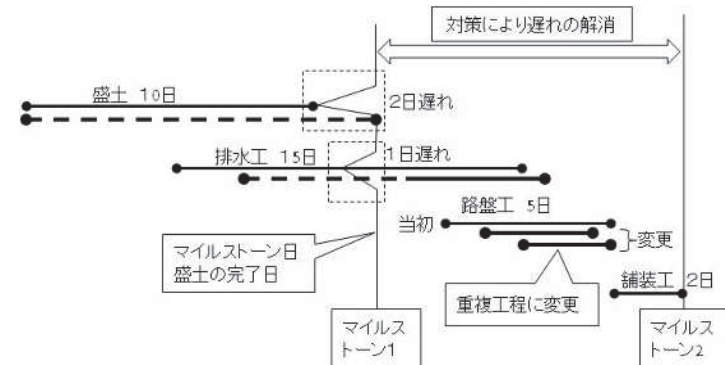 対策により遅れの解消
盛土 10日
2日遅れ
排水工 15日
1日遅れ
路盤工 5日
当初
変更
マイルストーン日
盛土の完了日
重複工程に変更
舗装工 2日
マイルス
トーン1
マイルス
トーン2